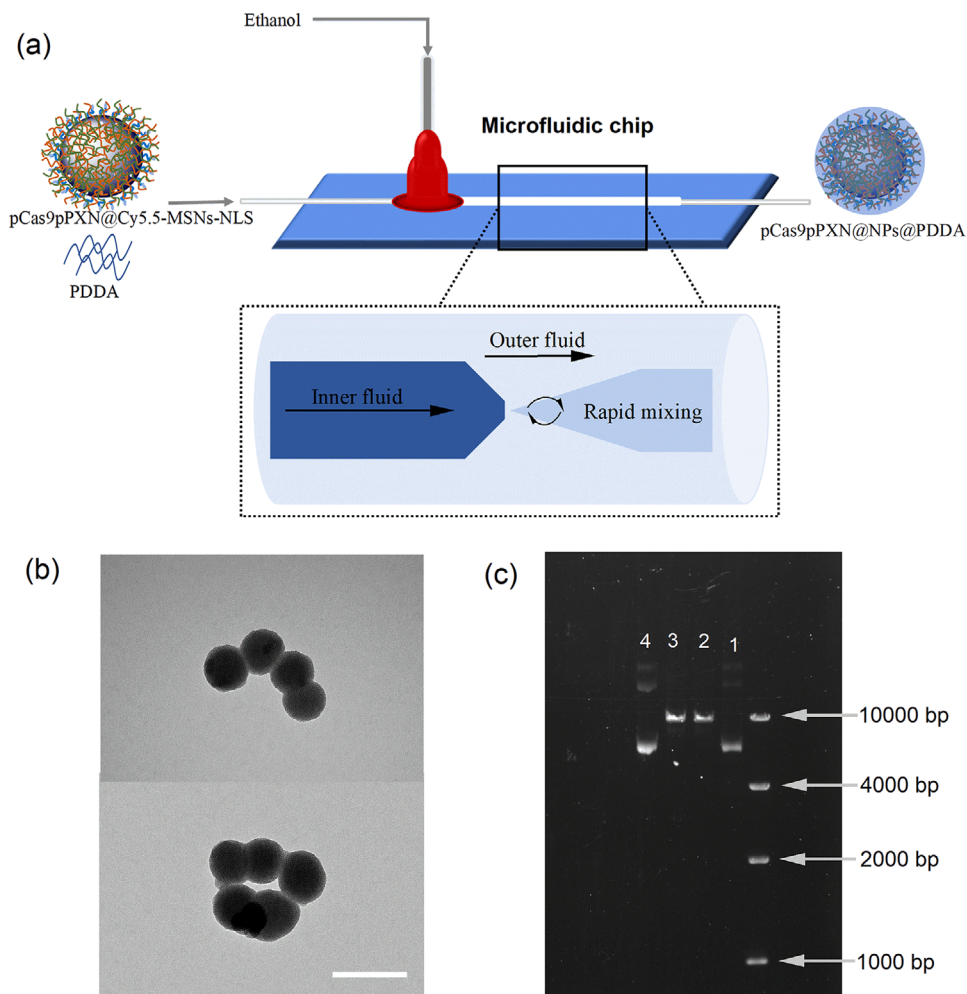 (a)
Ethanol
Microfluidic chip
pCas9pPXN@Cy5.5-MSNs-NLS
PDDA
pCas9pPXN@NPs@PDDA
Outer fluid
Inner fluid
Rapid mixing
(b)
(c)
4 3 2 1
10000 bp
4000 bp
2000 bp
1000 bp